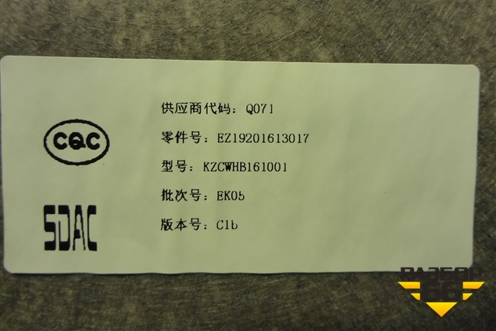 供应商代码: Q071
零件号: EZ19201613017
型号: KZCWHB161001
批次号: EK05
版本号: C1b
CQC
SDAC